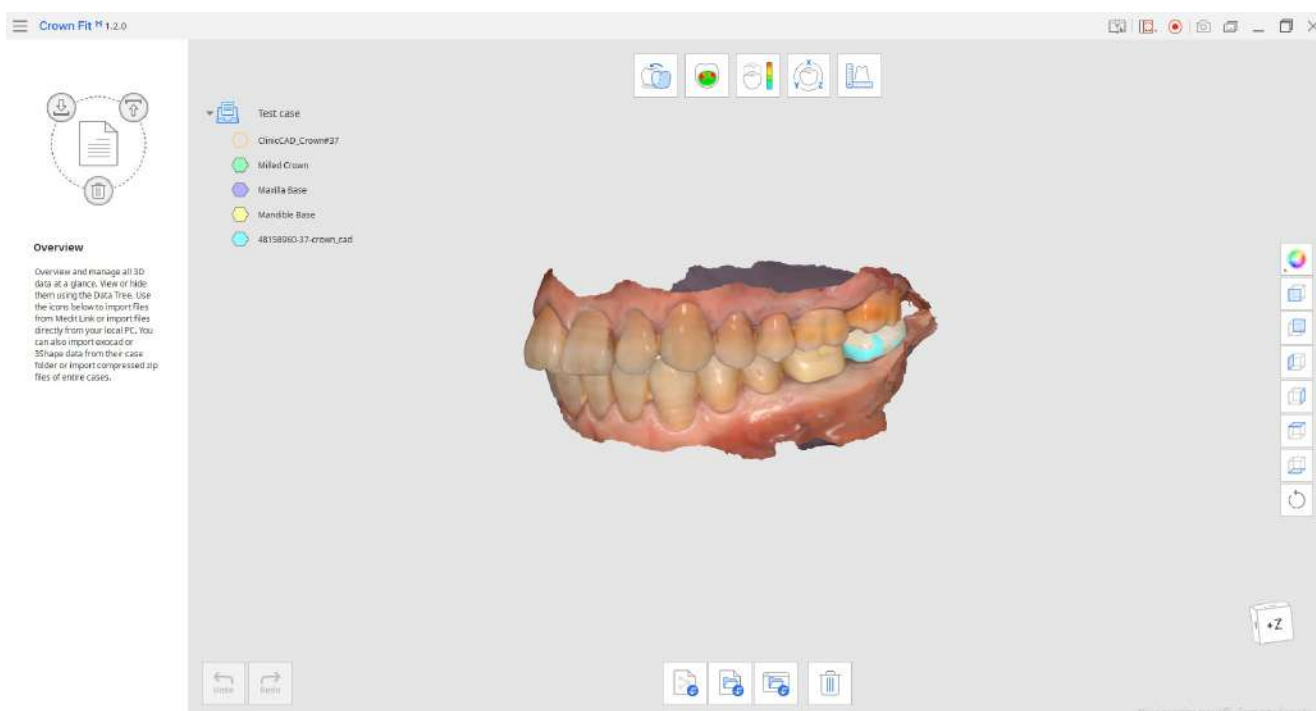 Crown Fit M 1.2.0
Test case
ClinicCAD_Crown#37
Milled Crown
Maxilla Base
Mandible Base
48158960-37-crown_cad
Overview
Overview and manage all 3D
data at a glance. View or hide
them using the Data Tree. Use
the icons below to import files
from Medit Link or import files
directly from your local PC. You
can also import exocad or
3Shape data from their case
folder or import compressed zip
files of entire cases.
X
Y
Z
+Z
Undo
Redo